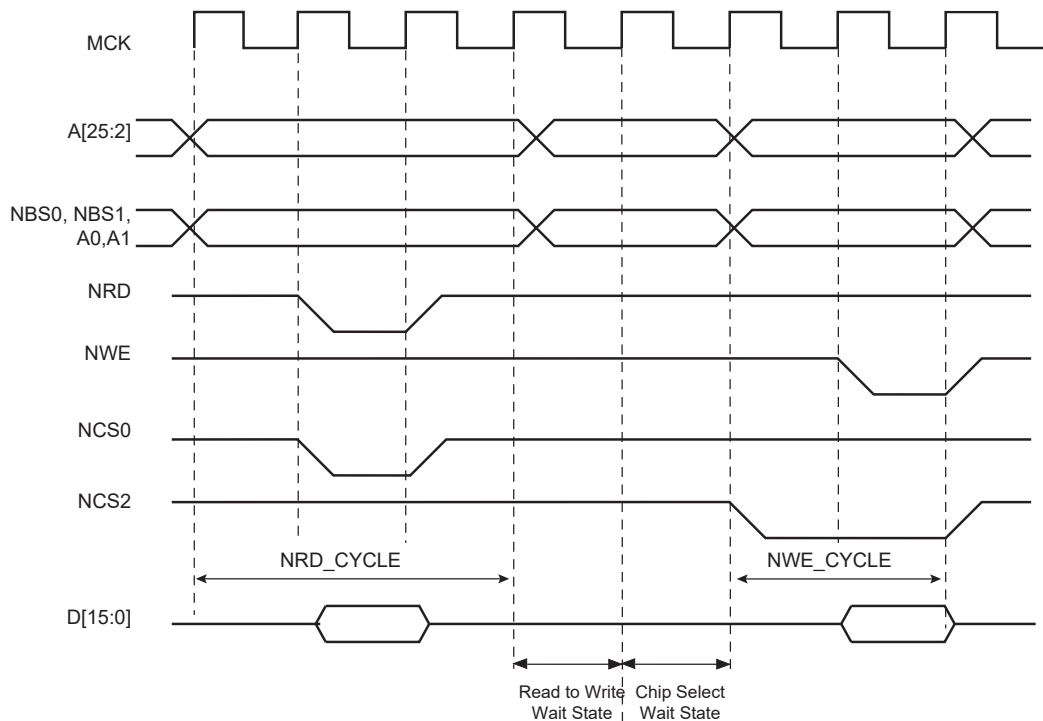 MCK
A[25:2]
NBS0, NBS1,
A0,A1
NRD
NWE
NCS0
NCS2
NRD_CYCLE
NWE_CYCLE
D[15:0]
Read to Write
Wait State
Chip Select
Wait State